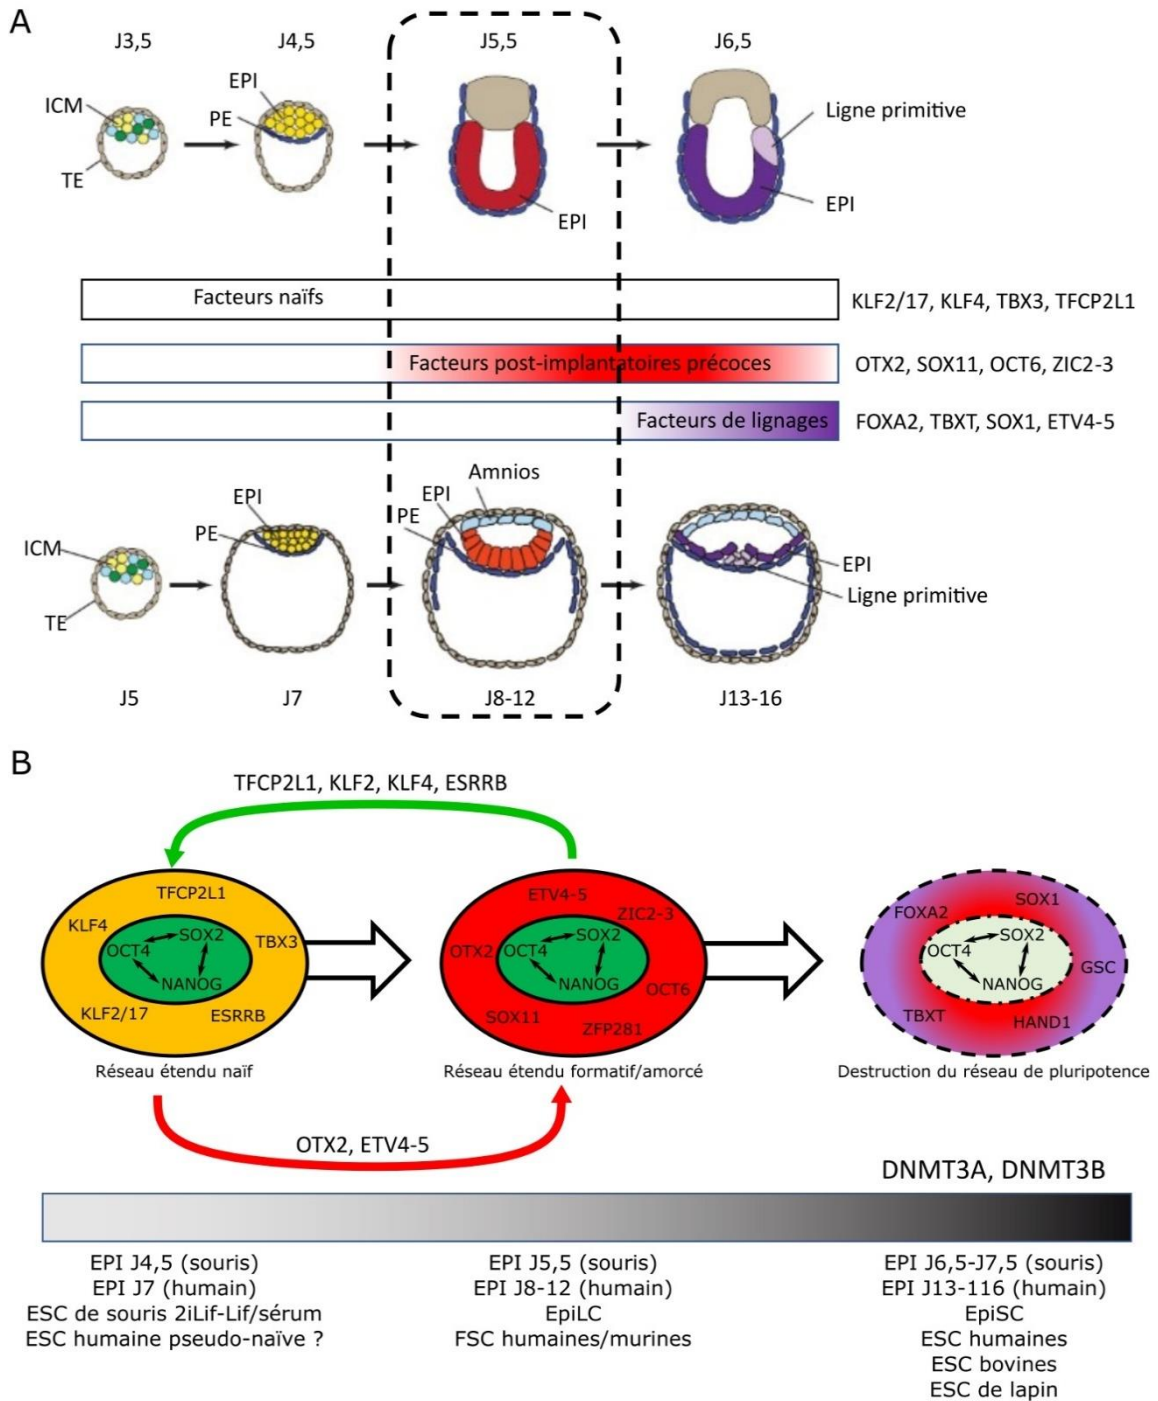 A
J3,5
J4,5
J5,5
J6,5
ICM
EPI
PE
TE
Ligne primitive
EPI
EPI
Facteurs naïfs
KLF2/17, KLF4, TBX3, TFCP2L1
Facteurs post-implantatoires précoces
OTX2, SOX11, OCT6, ZIC2-3
Facteurs de lignages
FOXA2, TBXT, SOX1, ETV4-5
Amnios
EPI
EPI
PE
PE
ICM
EPI
Ligne primitive
TE
J5
J7
J8-12
J13-16
B
TFCP2L1, KLF2, KLF4, ESRRB
TFCP2L1
KLF4
SOX2
TBX3
OCT4
NANOG
KLF2/17
ESRRB
Réseau étendu naïf
ETV4-5
ZIC2-3
OTX2
SOX2
OCT4
NANOG
OCT6
SOX11
ZFP281
Réseau étendu formatif/amorcé
SOX1
FOXA2
SOX2
OCT4
GSC
NANOG
TBXT
HAND1
Destruction du réseau de pluripotence
OTX2, ETV4-5
DNMT3A, DNMT3B
EPI J4,5 (souris)
EPI J7 (humain)
ESC de souris 2iLif-Lif/sérum
ESC humaine pseudo-naïve ?
EPI J5,5 (souris)
EPI J8-12 (humain)
EpiLC
FSC humaines/murines
EPI J6,5-J7,5 (souris)
EPI J13-116 (humain)
EpiSC
ESC humaines
ESC bovines
ESC de lapin